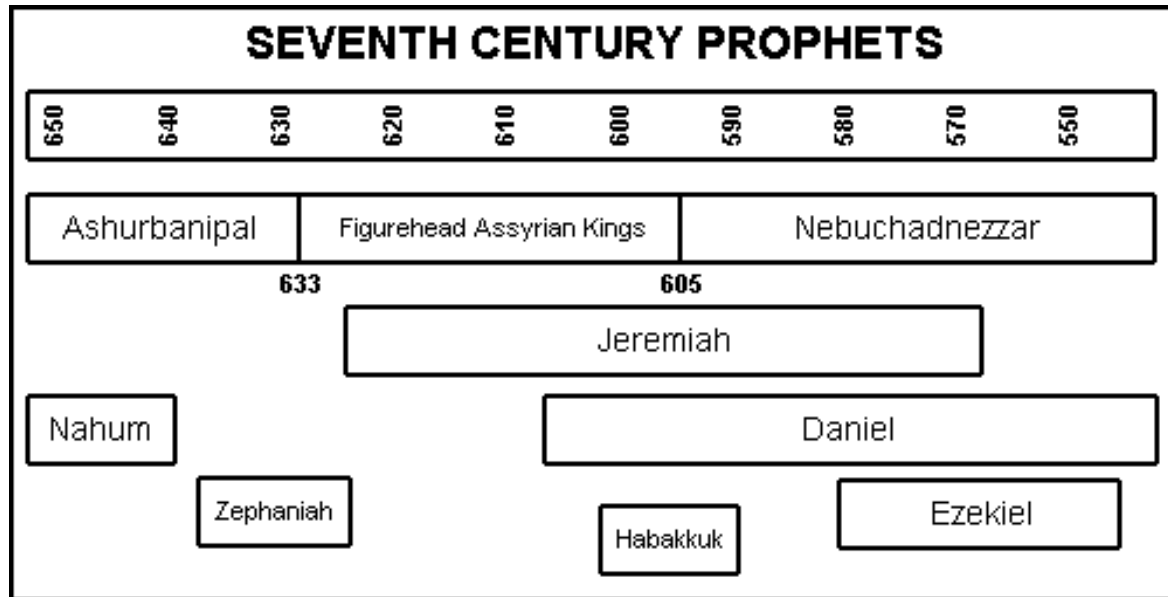 SEVENTH CENTURY PROPHETS
650 640 630 620 610 600 590 580 570 550
Ashurbanipal Figurehead Assyrian Kings Nebuchadnezzar
633 605
Jeremiah
Nahum Daniel
Zephaniah Ezekiel
Habakkuk